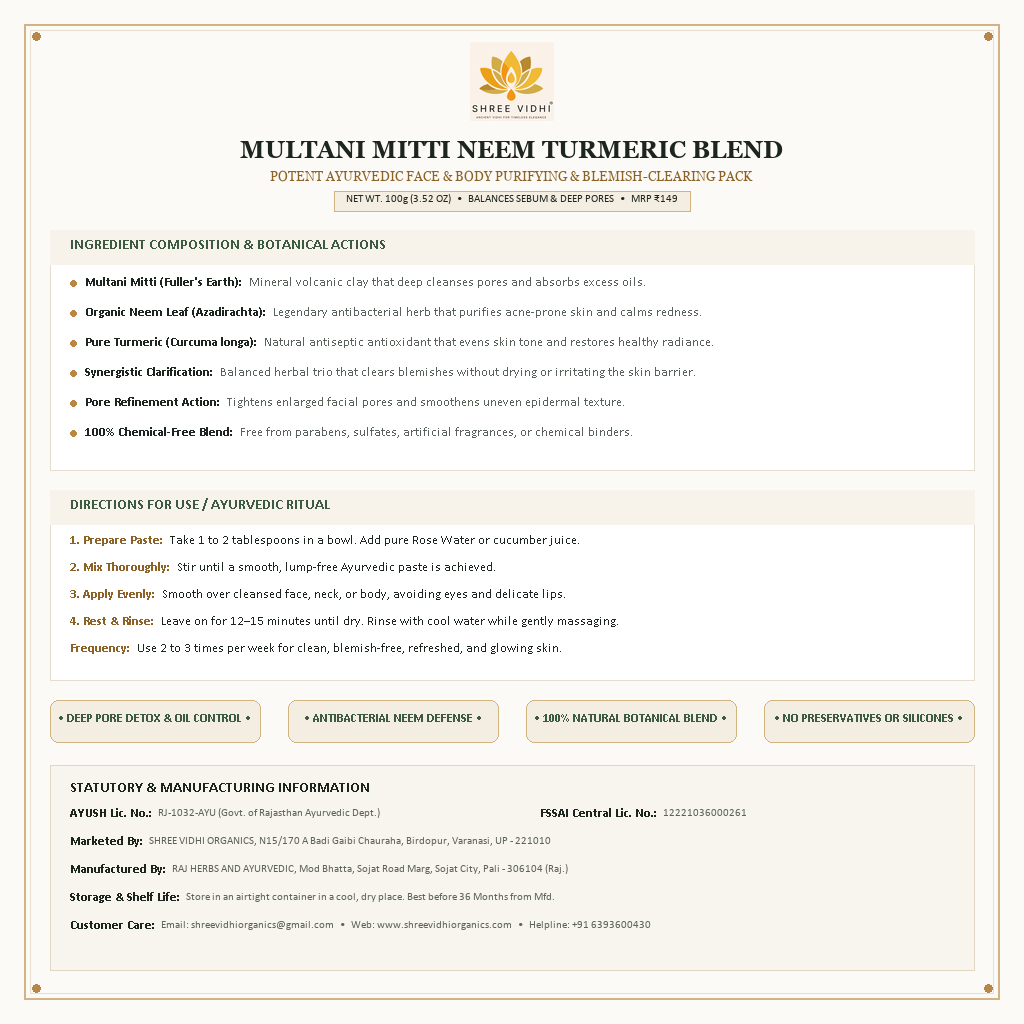 SHREE VIDHI
ANCIENT VIDHI FOR TIMELESS ELEGANCE
MULTANI MITTI NEEM TURMERIC BLEND
POTENT AYURVEDIC FACE & BODY PURIFYING & BLEMISH-CLEARING PACK
NET WT. 100g (3.52 OZ) • BALANCES SEBUM & DEEP PORES • MRP ₹149
INGREDIENT COMPOSITION & BOTANICAL ACTIONS
Multani Mitti (Fuller's Earth): Mineral volcanic clay that deep cleanses pores and absorbs excess oils.
Organic Neem Leaf (Azadirachta): Legendary antibacterial herb that purifies acne-prone skin and calms redness.
Pure Turmeric (Curcuma longa): Natural antiseptic antioxidant that evens skin tone and restores healthy radiance.
Synergistic Clarification: Balanced herbal trio that clears blemishes without drying or irritating the skin barrier.
Pore Refinement Action: Tightens enlarged facial pores and smoothens uneven epidermal texture.
100% Chemical-Free Blend: Free from parabens, sulfates, artificial fragrances, or chemical binders.
DIRECTIONS FOR USE / AYURVEDIC RITUAL
1. Prepare Paste: Take 1 to 2 tablespoons in a bowl. Add pure Rose Water or cucumber juice.
2. Mix Thoroughly: Stir until a smooth, lump-free Ayurvedic paste is achieved.
3. Apply Evenly: Smooth over cleansed face, neck, or body, avoiding eyes and delicate lips.
4. Rest & Rinse: Leave on for 12–15 minutes until dry. Rinse with cool water while gently massaging.
Frequency: Use 2 to 3 times per week for clean, blemish-free, refreshed, and glowing skin.
• DEEP PORE DETOX & OIL CONTROL •
• ANTIBACTERIAL NEEM DEFENSE •
• 100% NATURAL BOTANICAL BLEND •
• NO PRESERVATIVES OR SILICONES •
STATUTORY & MANUFACTURING INFORMATION
AYUSH Lic. No.: RJ-1032-AYU (Govt. of Rajasthan Ayurvedic Dept.)
FSSAI Central Lic. No.: 12221036000261
Marketed By: SHREE VIDHI ORGANICS, N15/170 A Badi Gaibi Chauraha, Birdopur, Varanasi, UP - 221010
Manufactured By: RAJ HERBS AND AYURVEDIC, Mod Bhatta, Sojat Road Marg, Sojat City, Pali - 306104 (Raj.)
Storage & Shelf Life: Store in an airtight container in a cool, dry place. Best before 36 Months from Mfd.
Customer Care: Email: shreevidhiorganics@gmail.com • Web: www.shreevidhiorganics.com • Helpline: +91 6393600430